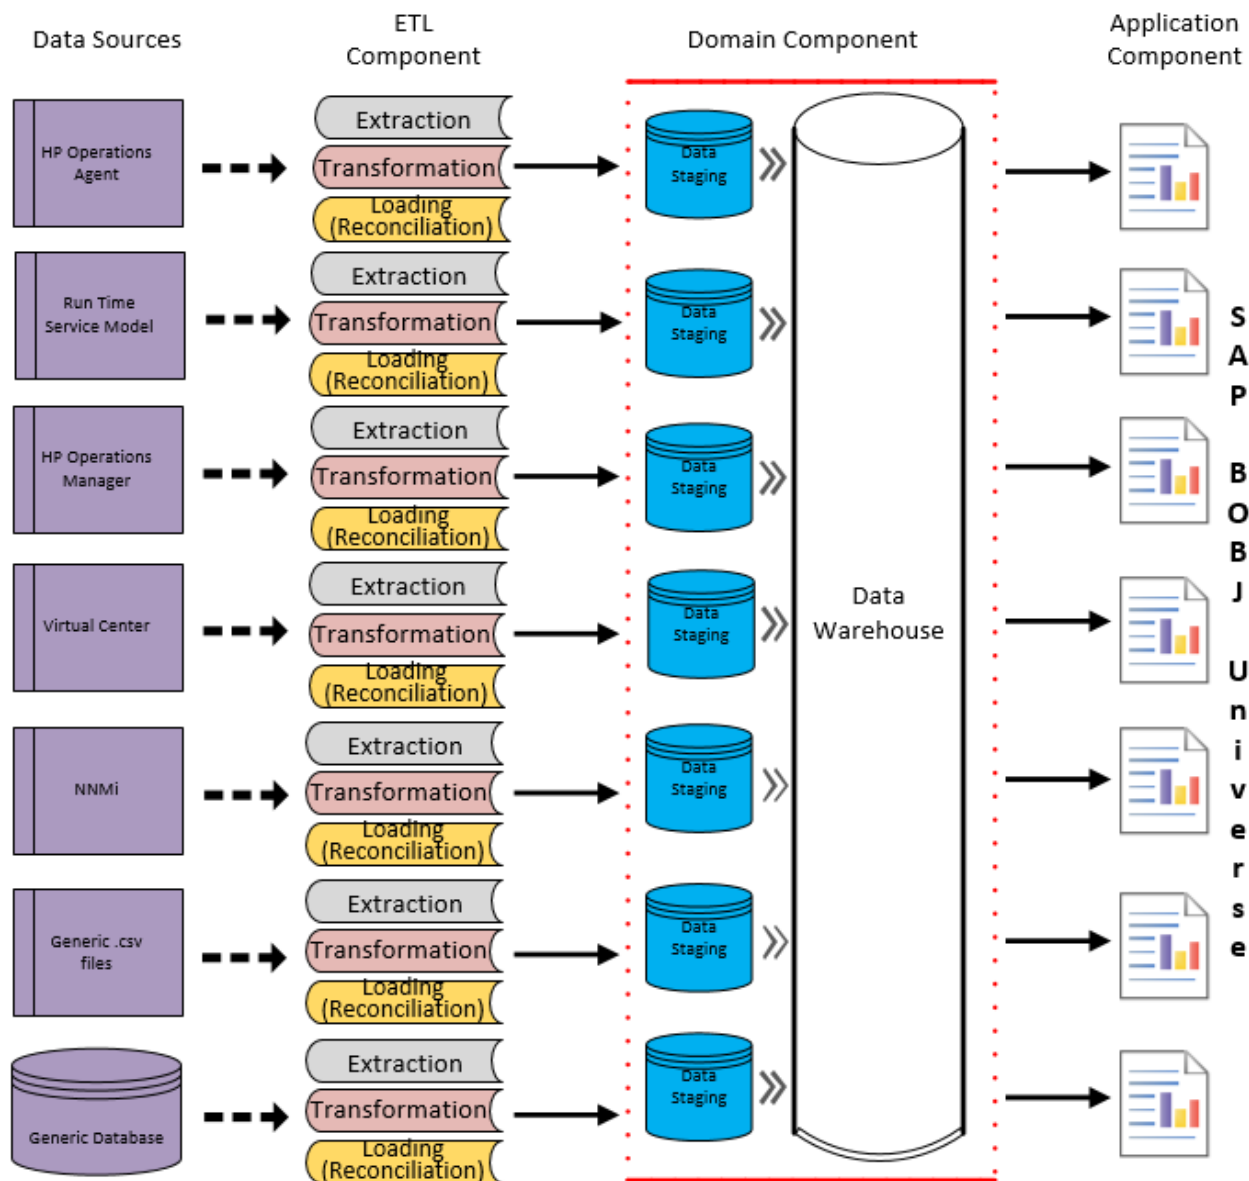 Data Sources
ETL
Component
Domain Component
Application
Component
HP Operations
Agent
Extraction
Transformation
Loading
(Reconciliation)
Data
Staging
Run Time
Service Model
Extraction
Transformation
Loading
(Reconciliation)
Data
Staging
HP Operations
Manager
Extraction
Transformation
Loading
(Reconciliation)
Data
Staging
Virtual Center
Extraction
Transformation
Loading
(Reconciliation)
Data
Staging
NNMi
Extraction
Transformation
Loading
(Reconciliation)
Data
Staging
Generic .csv
files
Extraction
Transformation
Loading
(Reconciliation)
Data
Staging
Generic Database
Extraction
Transformation
Loading
(Reconciliation)
Data
Staging
Data
Warehouse
SAP BOBJ Universe